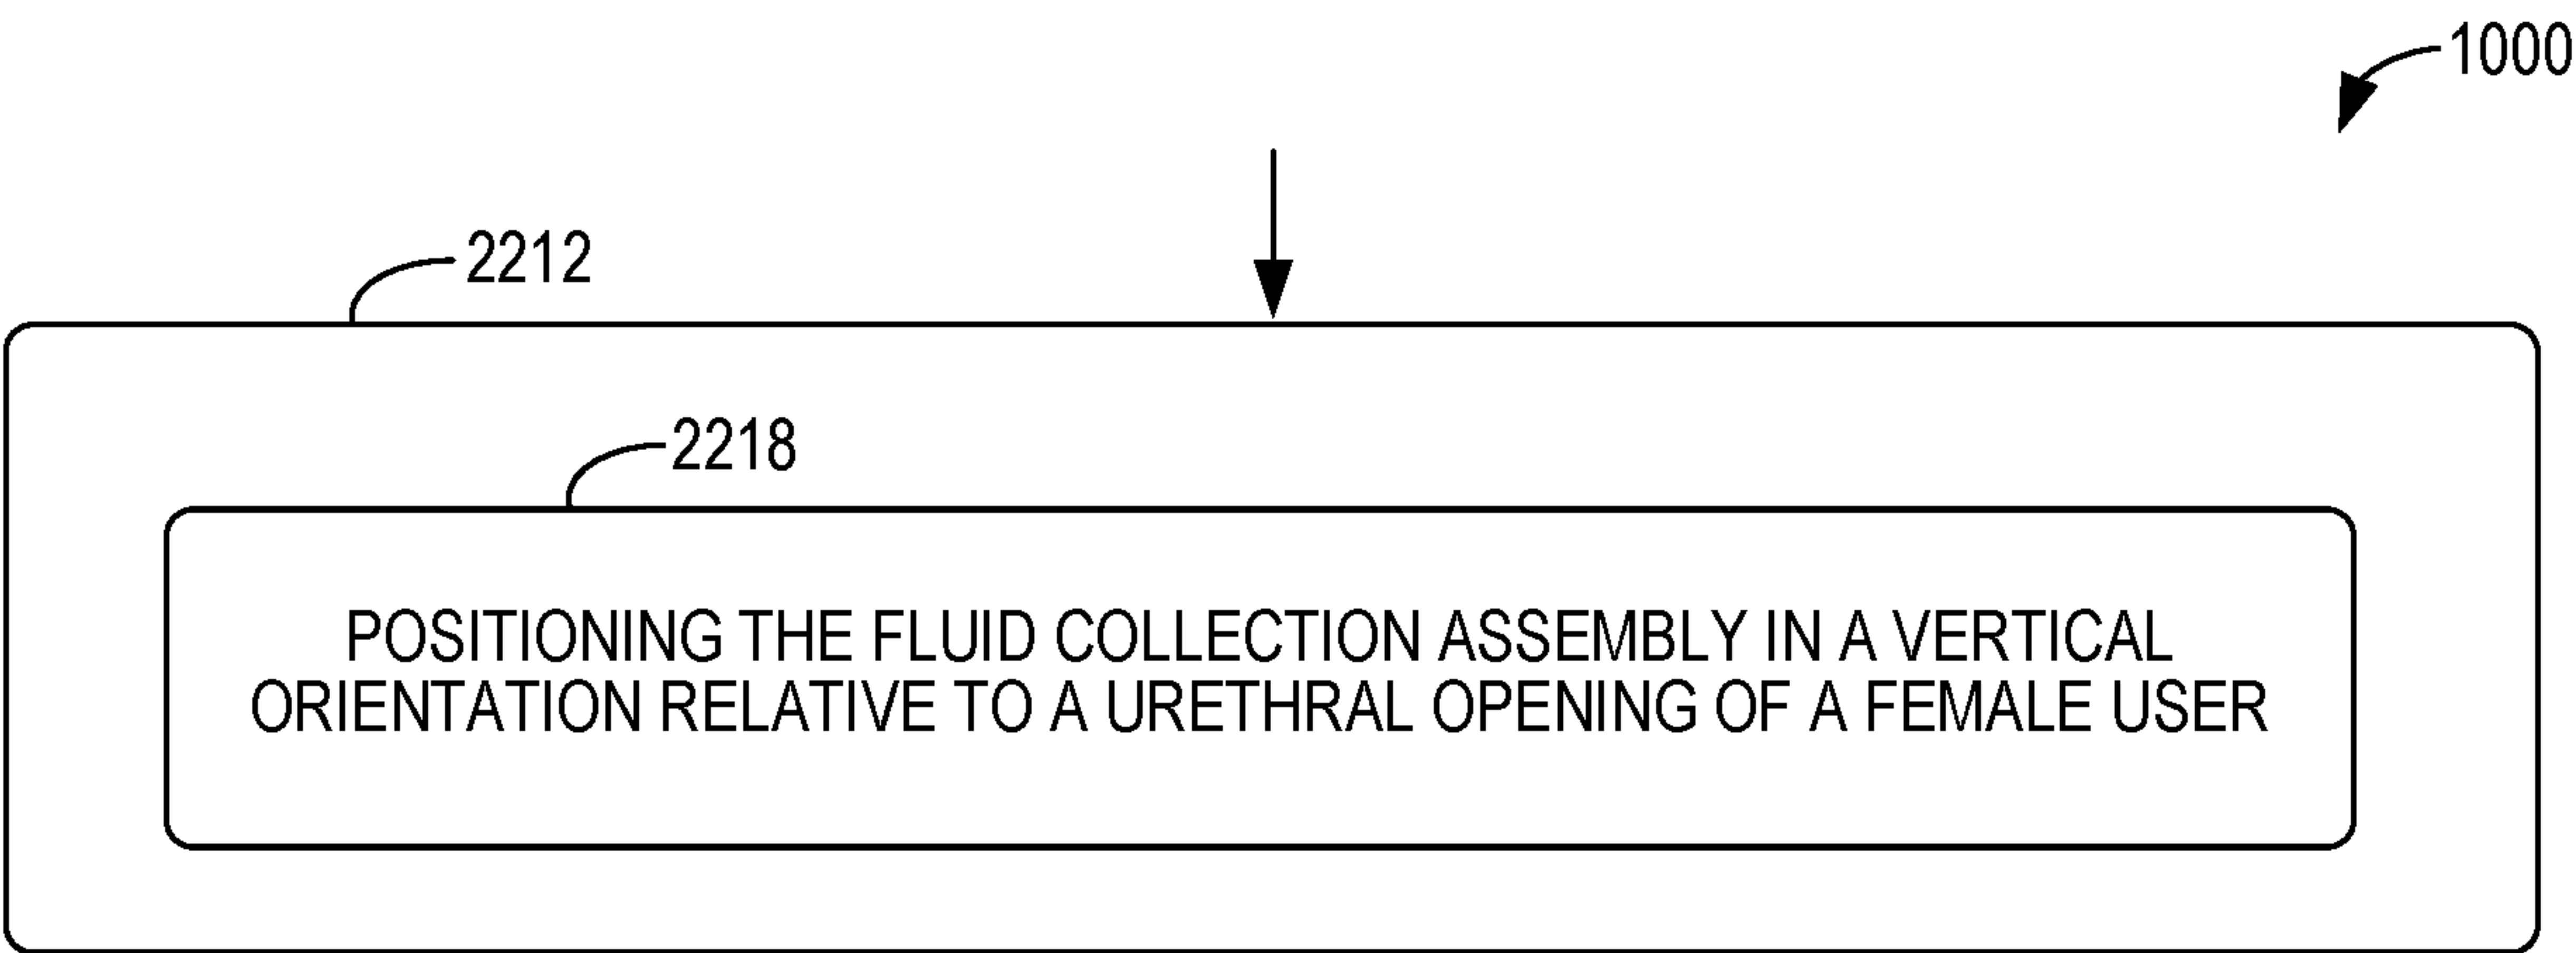 1000
2212
2218
POSITIONING THE FLUID COLLECTION ASSEMBLY IN A VERTICAL
ORIENTATION RELATIVE TO A URETHRAL OPENING OF A FEMALE USER